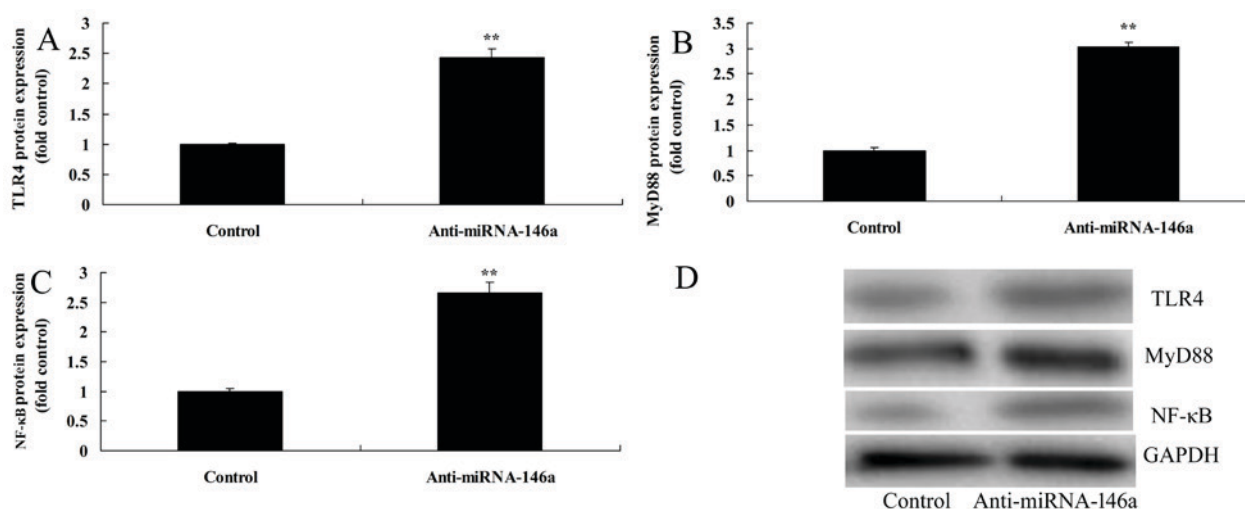 A
TLR4 protein expression
(fold control)
3
2.5
2
1.5
1
0.5
0
**
Control
Anti-miRNA-146a
B
MyD88 protein expression
(fold control)
3.5
3
2.5
2
1.5
1
0.5
0
**
Control
Anti-miRNA-146a
C
NF-κB protein expression
(fold control)
3
2.5
2
1.5
1
0.5
0
**
Control
Anti-miRNA-146a
D
TLR4
MyD88
NF-κB
GAPDH
Control Anti-miRNA-146a